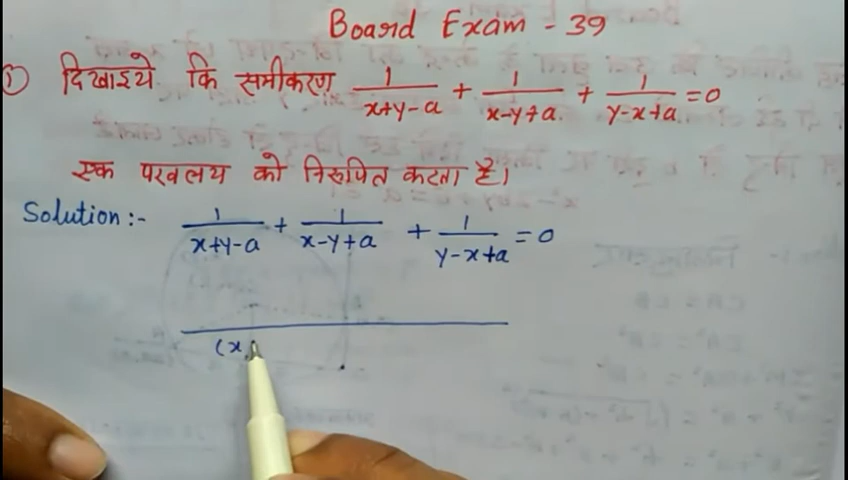 Board Exam - 39
① दिखाइये कि समीकरण 1/(x+y-a) + 1/(x-y+a) + 1/(y-x+a) = 0
एक परवलय को निरूपित करता है।
Solution:- 1/(x+y-a) + 1/(x-y+a) + 1/(y-x+a) = 0
(x